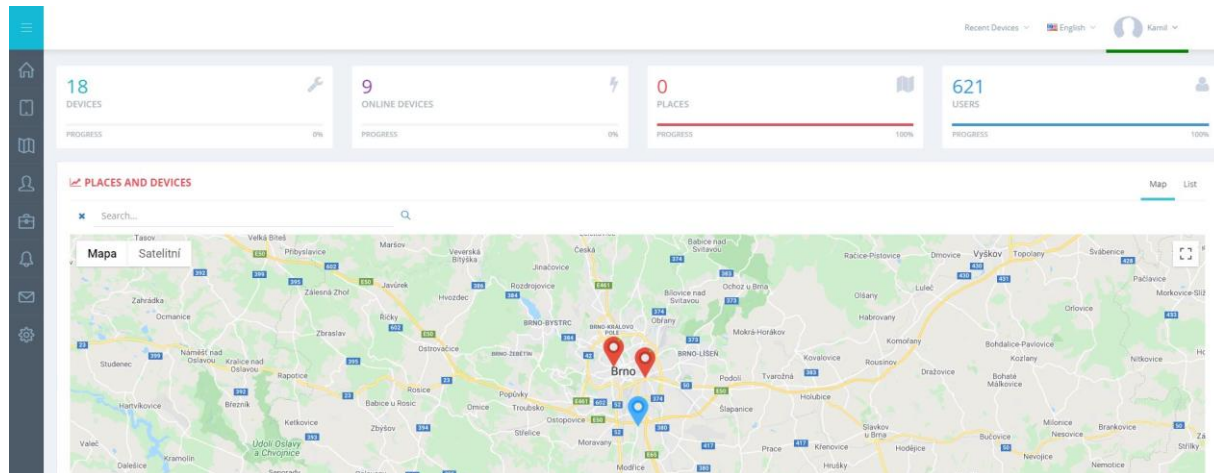 Recent Devices
English
Kamil
18
DEVICES
PROGRESS 0%
9
ONLINE DEVICES
PROGRESS 0%
0
PLACES
PROGRESS 100%
621
USERS
PROGRESS 100%
PLACES AND DEVICES
Map List
Search...
Mapa Satelitní
Tasov
Velká Bíteš
Přibyslavice
Maršov
Veverská
Bítýška
Česká
Babice nad
Svitavou
Račice-Pístovice
Drnovice
Vyškov
Topolany
Švábenice
Jinačovice
Zálesná Zhoř
Javůrek
Rozdrojovice
Bílovice nad
Svitavou
Ochoz u Brna
Luleč
Pačlavice
Zahrádka
Hvozdec
Olšany
Orlovice
Ocmanice
Říčky
BRNO-BYSTRC
BRNO-KRÁLOVO
POLE
Obřany
Habrovany
Zbraslav
Mokrá-Horákov
Ostrovačice
BRNO-ŽEBĚTÍN
BRNO-LÍŠEŇ
Komořany
Bohdalice-Pavlovice
Studenec
Náměšť nad
Oslavou
Kralice nad
Oslavou
Rapotice
Brno
Kovalovice
Rousínov
Kozlany
Nítkovice
Podolí
Tvarožná
Dražovice
Bohaté
Málkovice
Rosice
Popůvky
Hartvíkovice
Březník
Babice u Rosic
Omice
Troubsko
Šlapanice
Holubice
Ketkovice
Zbýšov
Ostopovice
Střelice
Moravany
Slavkov
u Brna
Milonice
Nesovice
Brankovice
Bučovice
Valeč
Údolí Oslavy
a Chvojnice
Prace
Křenovice
Hodějice
Střílky
Kramolín
Nevojice
Dalešice
Senorady
Modřice
Hrušky
Nemotice